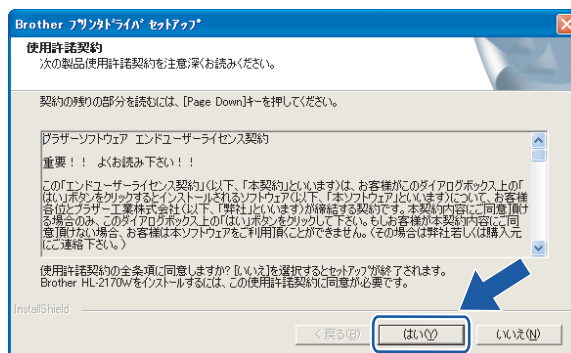 Brother プリンタドライバ セットアップ
使用許諾契約
次の製品使用許諾契約を注意深くお読みください。
契約の残りの部分を読むには、[Page Down]キーを押してください。
ブラザーソフトウェア エンドユーザーライセンス契約
重要！！ よくお読み下さい！！
この「エンドユーザーライセンス契約」(以下、「本契約」といいます)は、お客様がこのダイアログボックス上の「
はい」ボタンをクリックするとインストールされるソフトウェア(以下、「本ソフトウェア」といいます)について、お客様
各位とブラザー工業株式会社(以下、「弊社」といいます)が締結する契約です。本契約内容にご同意頂け
る場合のみ、このダイアログボックス上の「はい」ボタンをクリックして下さい。もしお客様が本契約内容にご同
意頂けない場合、お客様は本ソフトウェアをご利用頂くことができません。(その場合は弊社若しくは購入元
にご連絡下さい。)
使用許諾契約の全条項に同意しますか? [いいえ]を選択するとセットアップが終了されます。
Brother HL-2170Wをインストールするには、この使用許諾契約に同意が必要です。
InstallShield
< 戻る(B)
はい(Y)
いいえ(N)